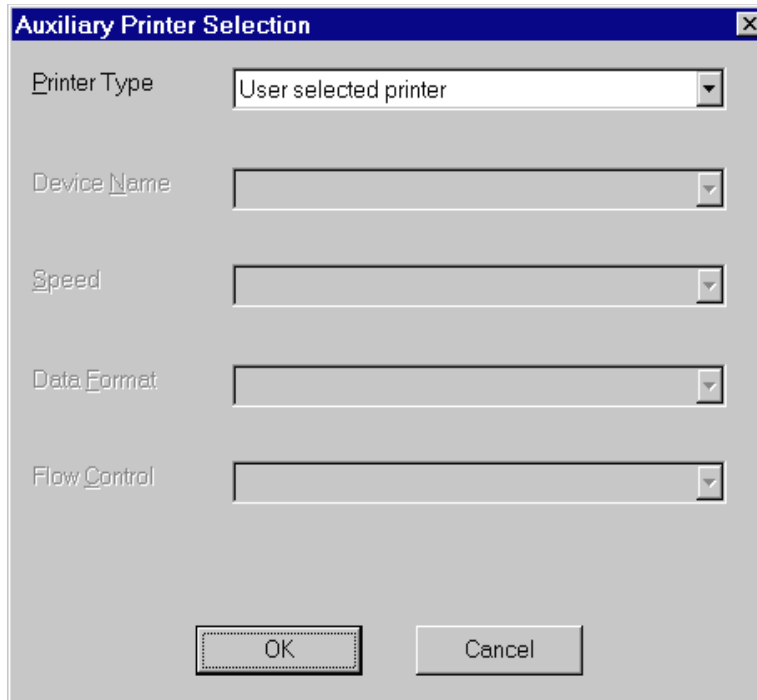 Auxiliary Printer Selection
Printer Type User selected printer
Device Name
Speed
Data Format
Flow Control
OK Cancel